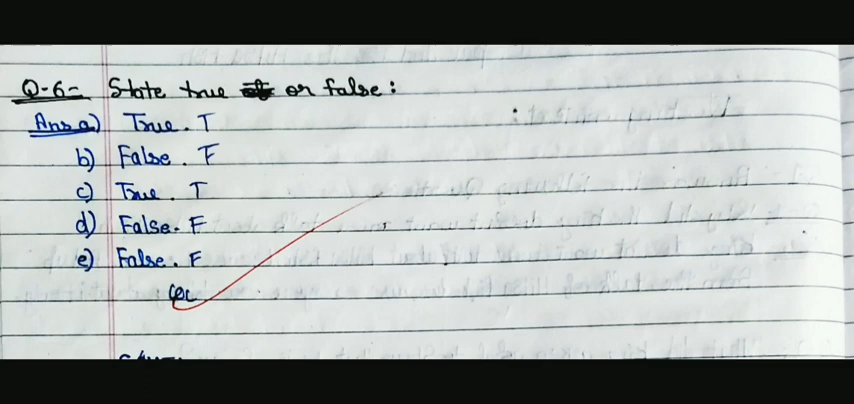 Q-6- State true or false:
Ans a) True. T
b) False. F
c) True. T
d) False. F
e) False. F